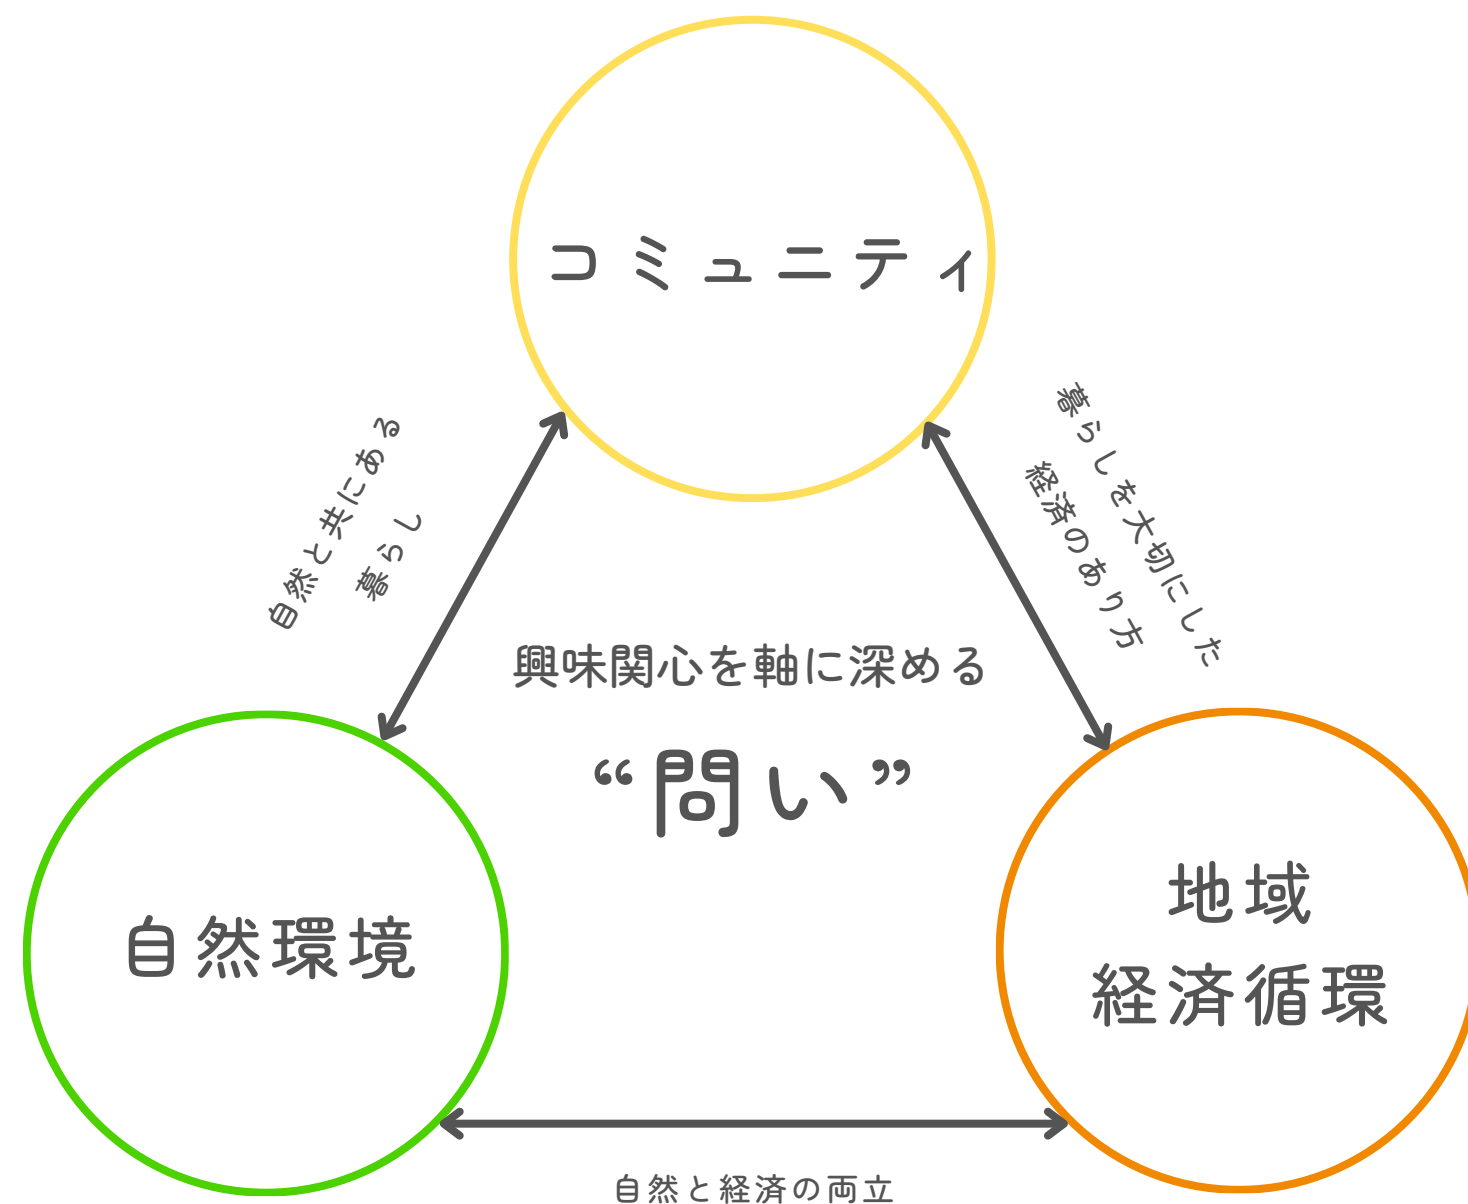 コミュニティ
自然と共にある
暮らし
暮らしを大切にした
経済のあり方
興味関心を軸に深める
“問い”
自然環境
地域
経済循環
自然と経済の両立